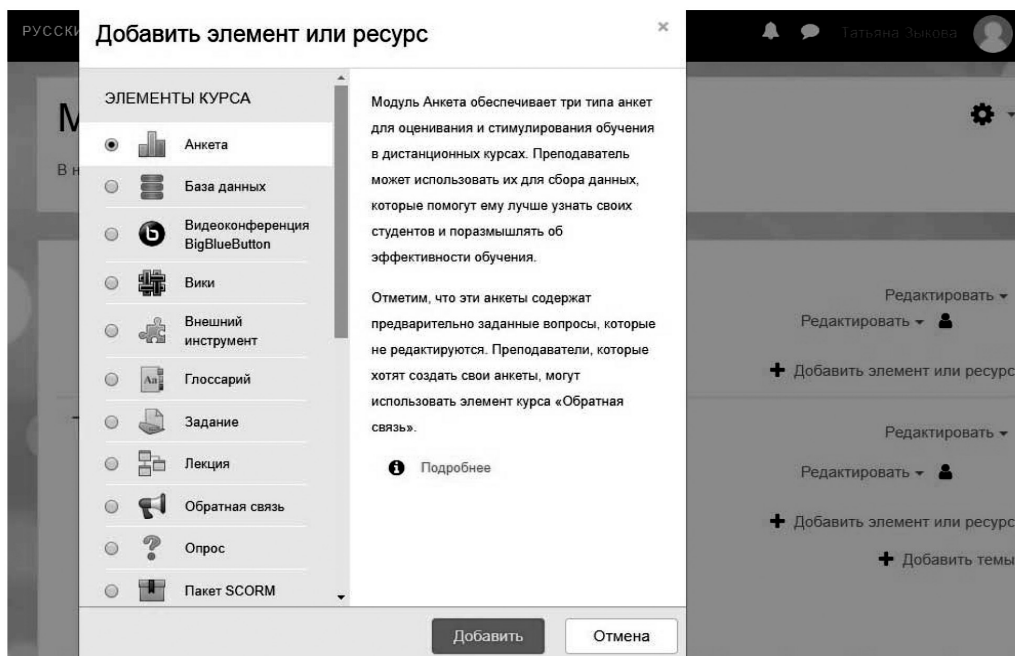 РУССКИ
Добавить элемент или ресурс
×
Татьяна Зыкова
ЭЛЕМЕНТЫ КУРСА
Анкета
База данных
Видеоконференция
BigBlueButton
Вики
Внешний
инструмент
Глоссарий
Задание
Лекция
Обратная связь
Опрос
Пакет SCORM
Модуль Анкета обеспечивает три типа анкет
для оценивания и стимулирования обучения
в дистанционных курсах. Преподаватель
может использовать их для сбора данных,
которые помогут ему лучше узнать своих
студентов и поразмышлять об
эффективности обучения.
Отметим, что эти анкеты содержат
предварительно заданные вопросы, которые
не редактируются. Преподаватели, которые
хотят создать свои анкеты, могут
использовать элемент курса «Обратная
связь».
Подробнее
В н
Редактировать
Редактировать
Добавить элемент или ресурс
Редактировать
Редактировать
Добавить элемент или ресурс
Добавить темы
Добавить
Отмена